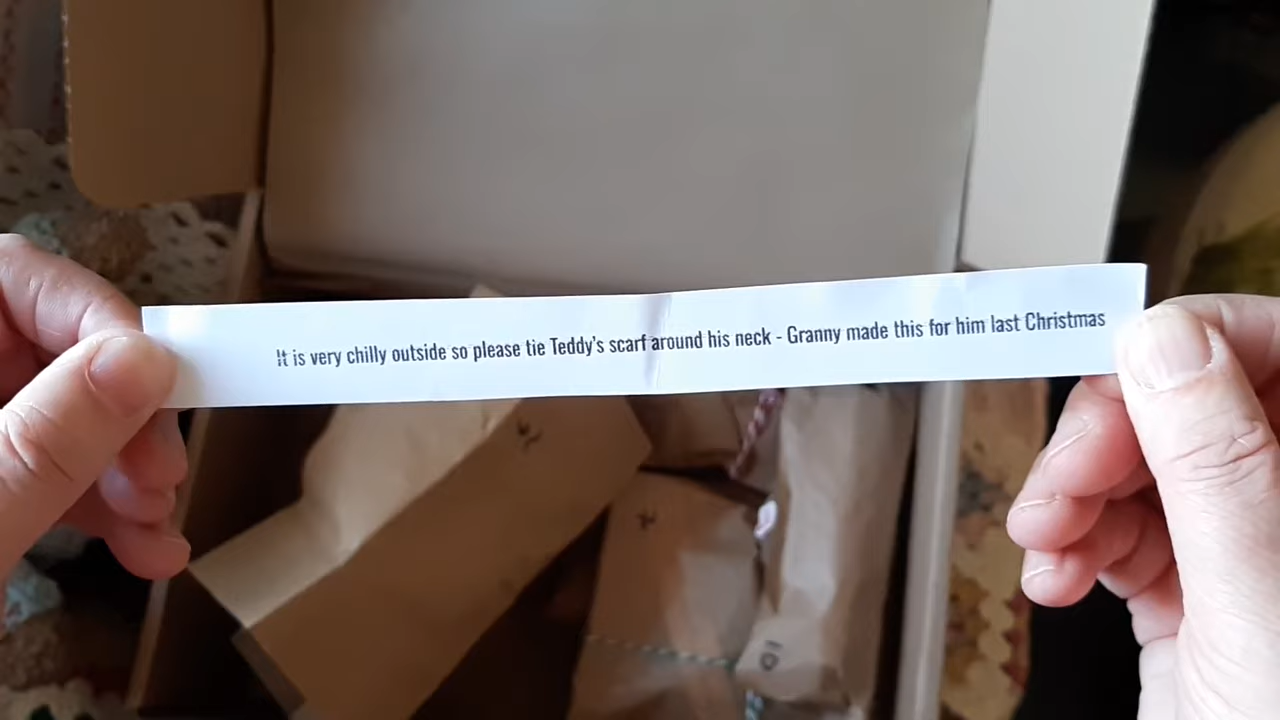 It is very chilly outside so please tie Teddy's scarf around his neck - Granny made this for him last Christmas
10